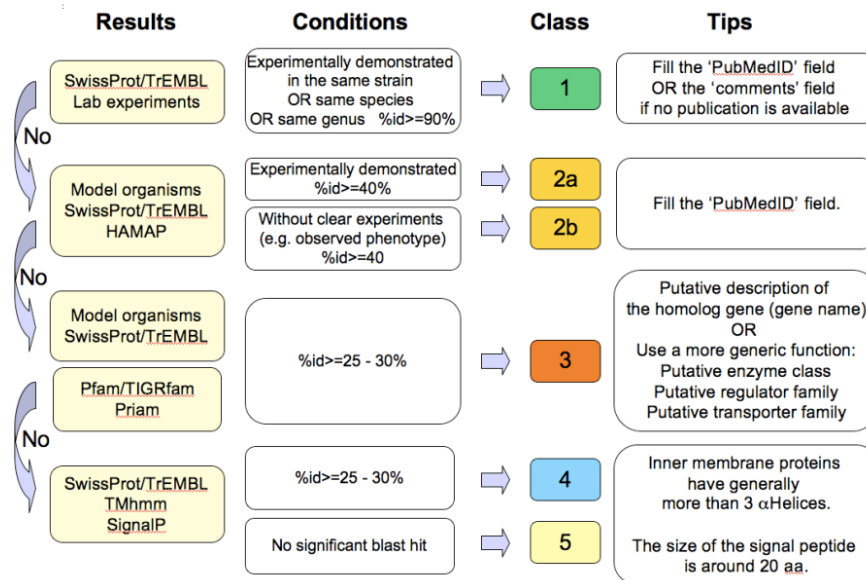 Results
Conditions
Class
Tips
SwissProt/TrEMBL
Lab experiments
Experimentally demonstrated
in the same strain
OR same species
OR same genus %id>=90%
1
Fill the ‘PubMedID’ field
OR the ‘comments’ field
if no publication is available
No
Model organisms
SwissProt/TrEMBL
HAMAP
Experimentally demonstrated
%id>=40%
2a
Without clear experiments
(e.g. observed phenotype)
%id>=40
2b
Fill the ‘PubMedID’ field.
No
Model organisms
SwissProt/TrEMBL
Pfam/TIGRfam
Priam
%id>=25 - 30%
3
Putative description of
the homolog gene (gene name)
OR
Use a more generic function:
Putative enzyme class
Putative regulator family
Putative transporter family
No
SwissProt/TrEMBL
TMhmm
SignalP
%id>=25 - 30%
4
No significant blast hit
5
Inner membrane proteins
have generally
more than 3 αHelices.
The size of the signal peptide
is around 20 aa.